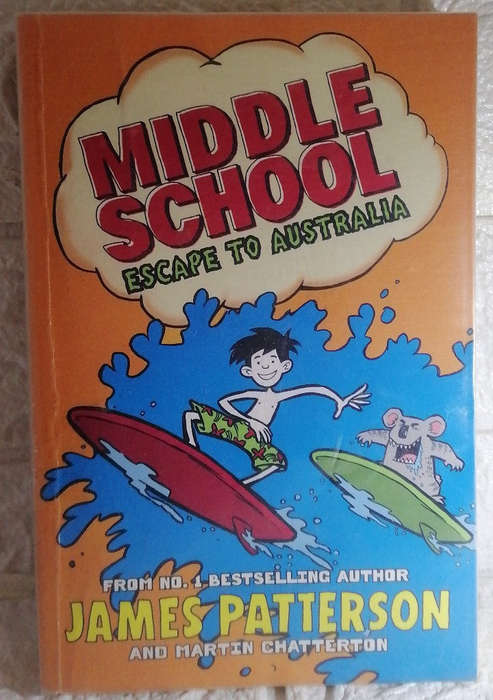 MIDDLE
SCHOOL
ESCAPE TO AUSTRALIA
FROM NO. 1 BESTSELLING AUTHOR
JAMES PATTERSON
AND MARTIN CHATTERTON